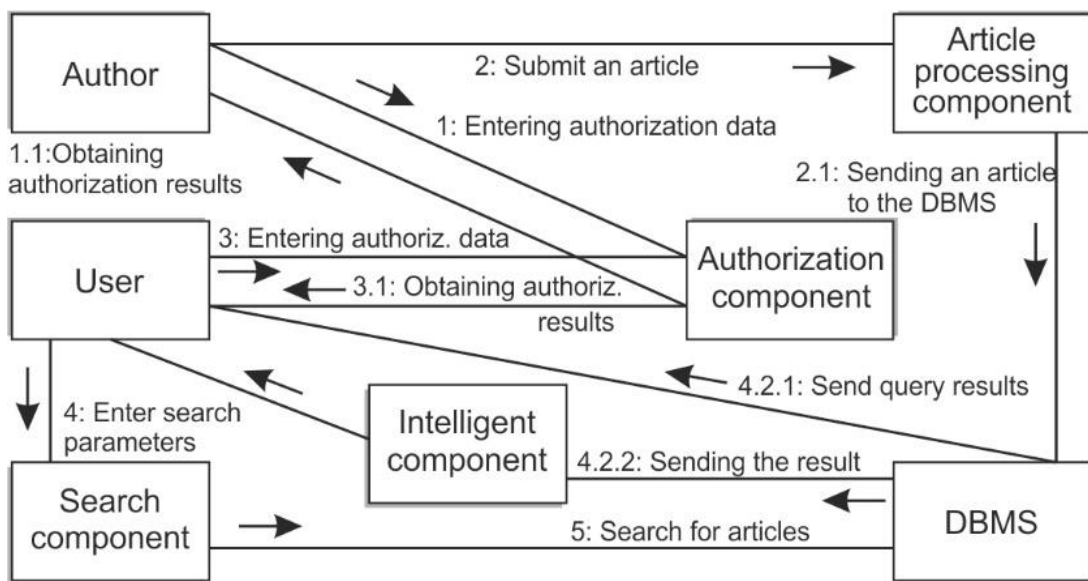 Author
2: Submit an article
Article
processing
component
1: Entering authorization data
1.1:Obtaining
authorization results
2.1: Sending an article
to the DBMS
User
3: Entering authoriz. data
3.1: Obtaining authoriz.
results
Authorization
component
4.2.1: Send query results
4: Enter search
parameters
Intelligent
component
4.2.2: Sending the result
Search
component
5: Search for articles
DBMS